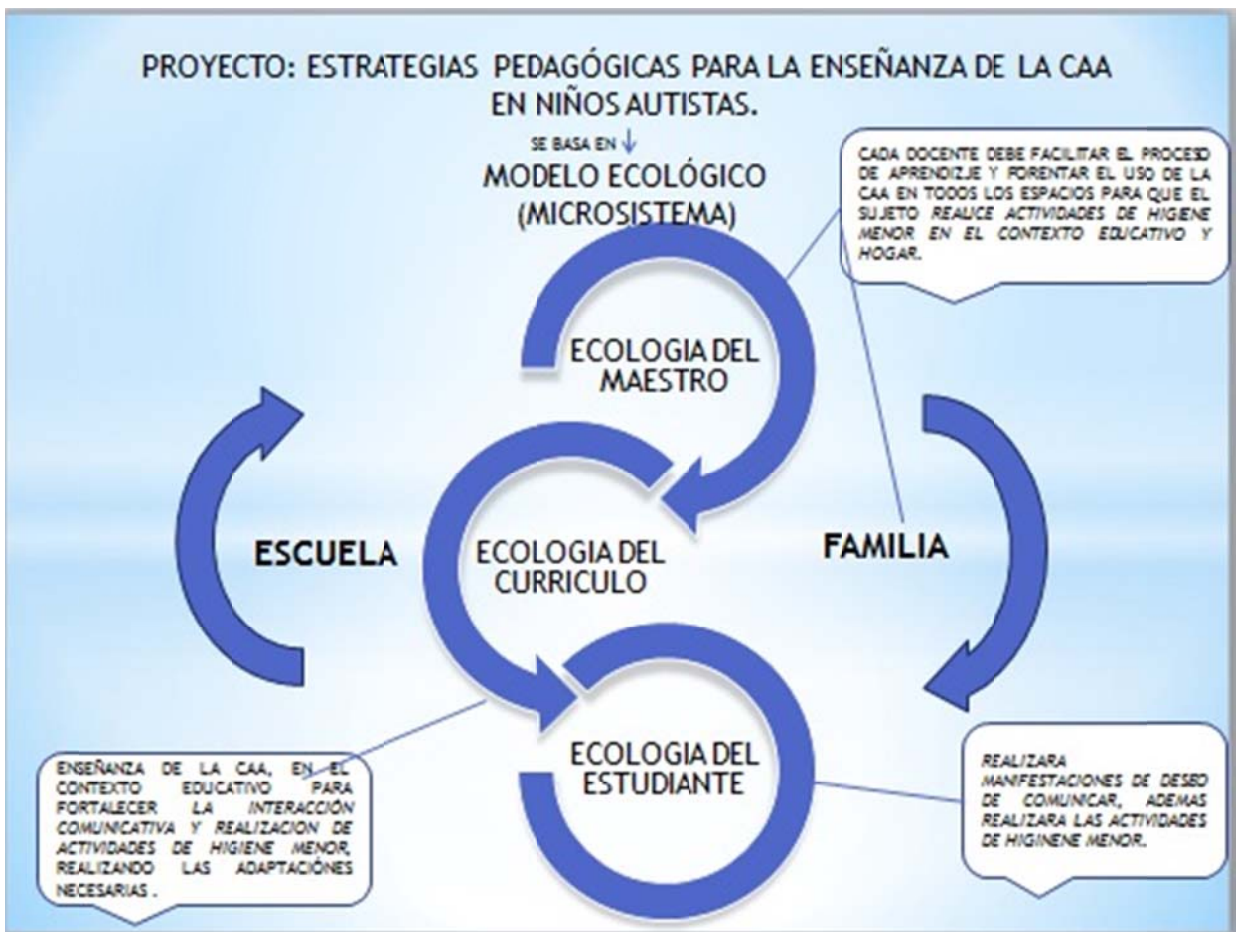 PROYECTO: ESTRATEGIAS PEDAGÓGICAS PARA LA ENSEÑANZA DE LA CAA
EN NIÑOS AUTISTAS.
SE BASA EN
MODELO ECOLÓGICO
(MICROSISTEMA)
CADA DOCENTE DEBE FACILITAR EL PROCESO
DE APRENDIZJE Y FORENTAR EL USO DE LA
CAA EN TODOS LOS ESPACIOS PARA QUE EL
SUJETO REALICE ACTIVIDADES DE HIGIENE
MENOR EN EL CONTEXTO EDUCATIVO Y
HOGAR.
ECOLOGIA DEL
MAESTRO
ESCUELA
ECOLOGIA DEL
CURRICULO
FAMILIA
ECOLOGIA DEL
ESTUDIANTE
ENSEÑANZA DE LA CAA, EN EL
CONTEXTO EDUCATIVO PARA
FORTALECER LA INTERACCIÓN
COMUNICATIVA Y REALIZACION DE
ACTIVIDADES DE HIGIENE MENOR,
REALIZANDO LAS ADAPTACIÓNES
NECESARIAS .
REALIZARA
MANIFESTACIONES DE DESEO
DE COMUNICAR, ADEMAS
REALIZARA LAS ACTIVIDADES
DE HIGINENE MENOR.